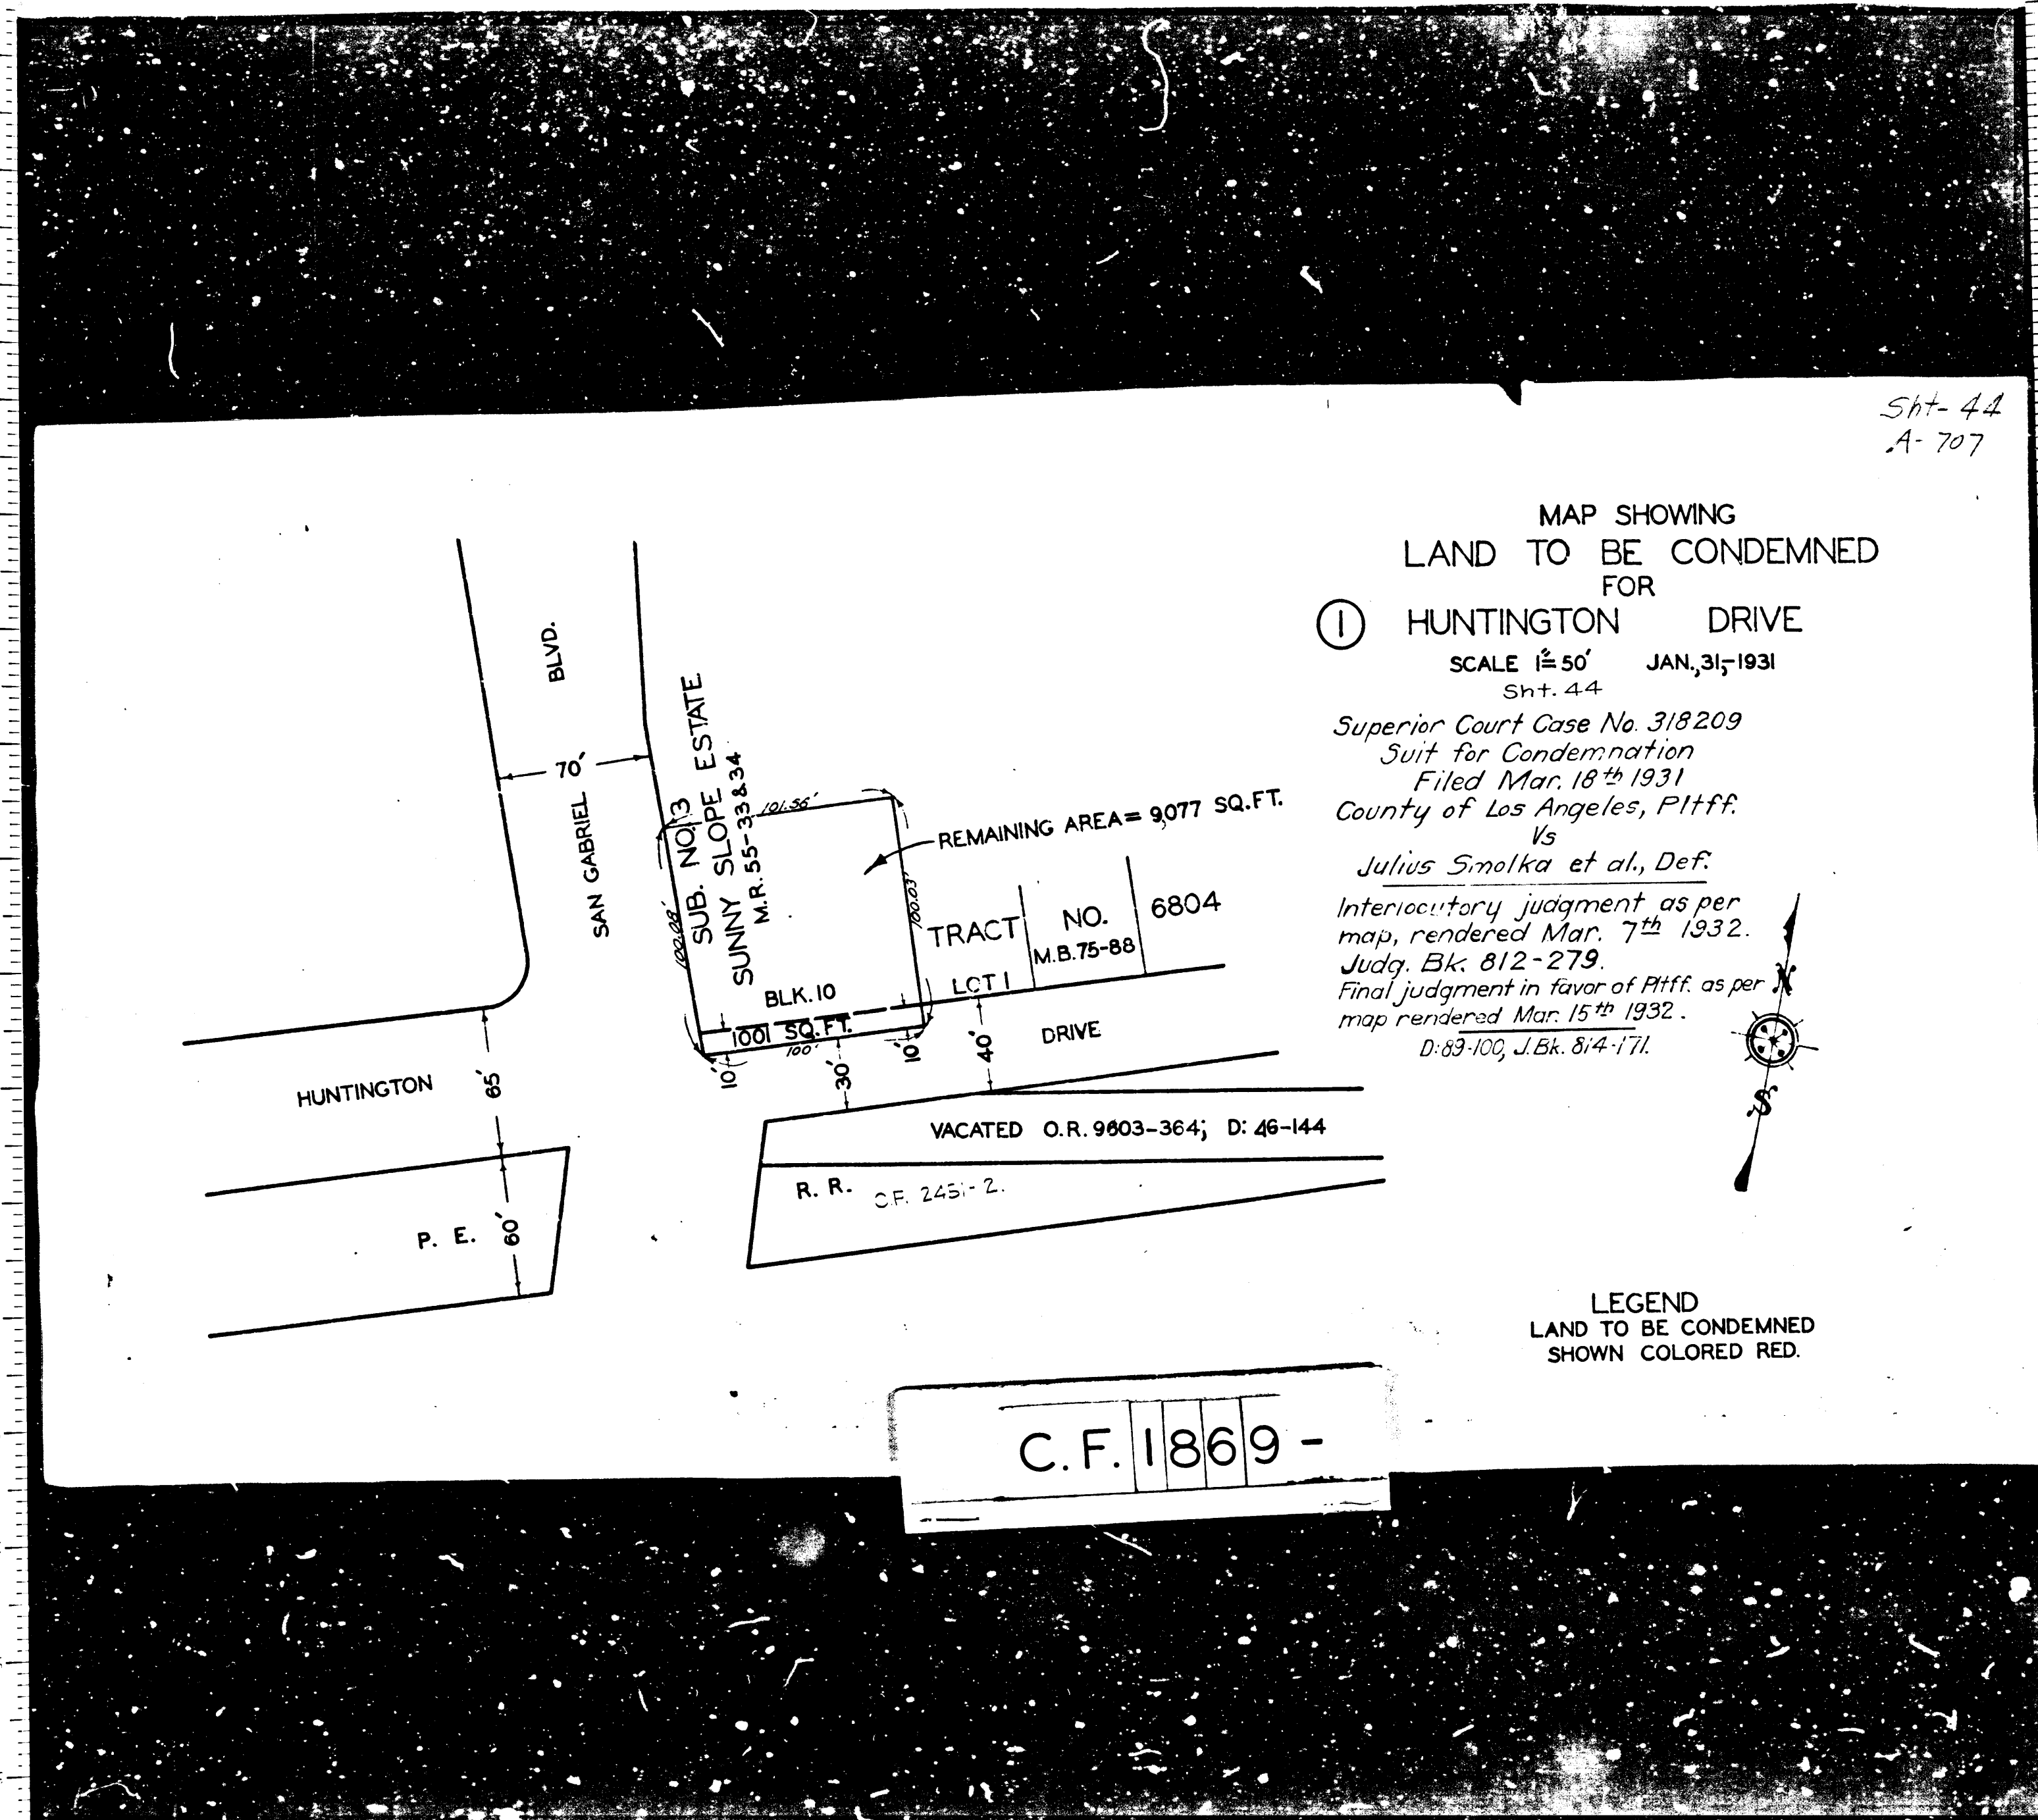 Sht-44
A-707
MAP SHOWING
LAND TO BE CONDEMNED
FOR
1 HUNTINGTON DRIVE
SCALE 1"=50' JAN.,31,-1931
Sht. 44
Superior Court Case No. 318209
Suit for Condemnation
Filed Mar. 18th 1931
County of Los Angeles, Pltff.
Vs
Julius Smolka et al., Def.
Interlocutory judgment as per
map, rendered Mar. 7th 1932.
Judg. Bk. 812-279.
Final judgment in favor of Pltff. as per
map rendered Mar. 15th 1932.
D:89-100, J.Bk. 814-171.
N
S
BLVD.
70'
SAN GABRIEL
SUB. NO. 13
SUNNY SLOPE ESTATE
M.R. 55-33&34
101.56'
100.08'
100.03'
REMAINING AREA = 9,077 SQ.FT.
TRACT NO. 6804
M.B. 75-88
LOT 1
BLK. 10
1001 SQ. FT.
100'
10'
30'
10'
40'
DRIVE
HUNTINGTON
65'
VACATED O.R. 9603-364; D: 46-144
R. R. C.F. 2451-2.
P. E.
60'
LEGEND
LAND TO BE CONDEMNED
SHOWN COLORED RED.
C.F. 1869-